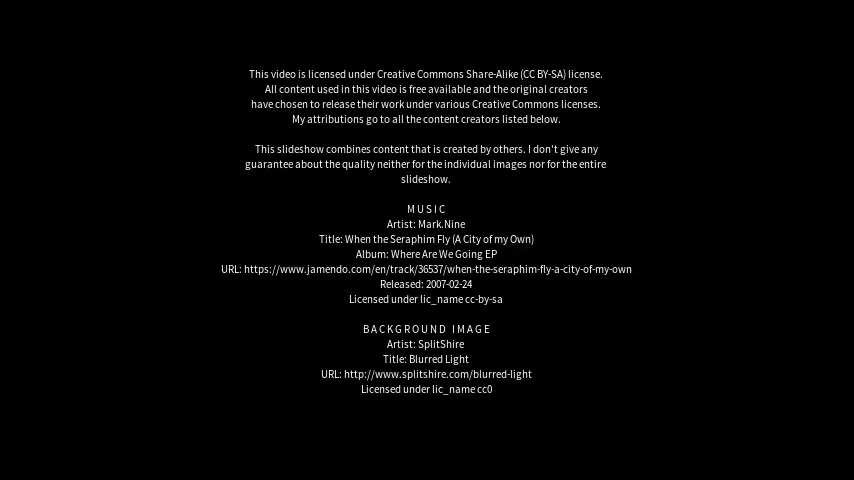 This video is licensed under Creative Commons Share-Alike (CC BY-SA) license.
All content used in this video is free available and the original creators
have chosen to release their work under various Creative Commons licenses.
My attributions go to all the content creators listed below.
This slideshow combines content that is created by others. I don't give any
guarantee about the quality neither for the individual images nor for the entire
slideshow.
MUSIC
Artist: Mark.Nine
Title: When the Seraphim Fly (A City of my Own)
Album: Where Are We Going EP
URL: https://www.jamendo.com/en/track/36537/when-the-seraphim-fly-a-city-of-my-own
Released: 2007-02-24
Licensed under lic_name cc-by-sa
BACKGROUND IMAGE
Artist: SplitShire
Title: Blurred Light
URL: http://www.splitshire.com/blurred-light
Licensed under lic_name cc0